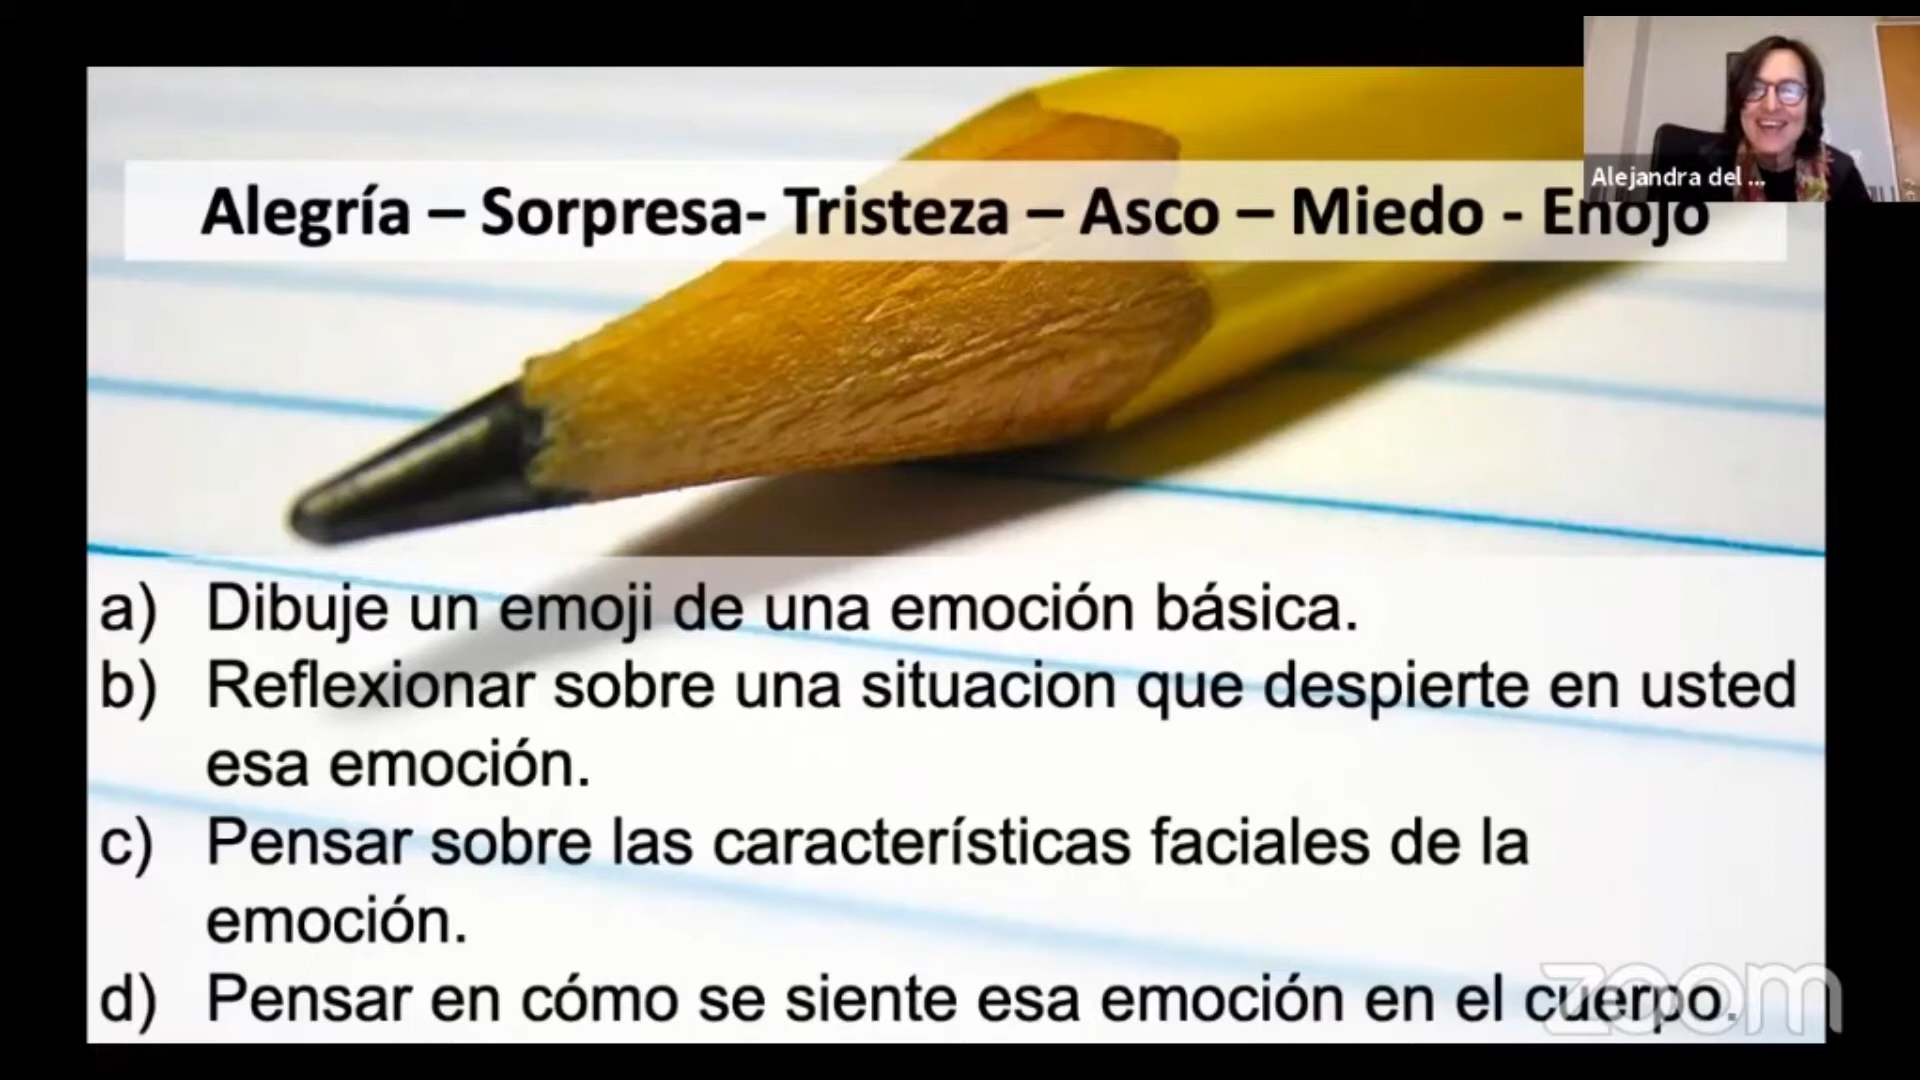 Alejandra del ...
Alegría – Sorpresa- Tristeza – Asco – Miedo - Enojo
a) Dibuje un emoji de una emoción básica.
b) Reflexionar sobre una situacion que despierte en usted
esa emoción.
c) Pensar sobre las características faciales de la
emoción.
d) Pensar en cómo se siente esa emoción en el cuerpo.
zoom